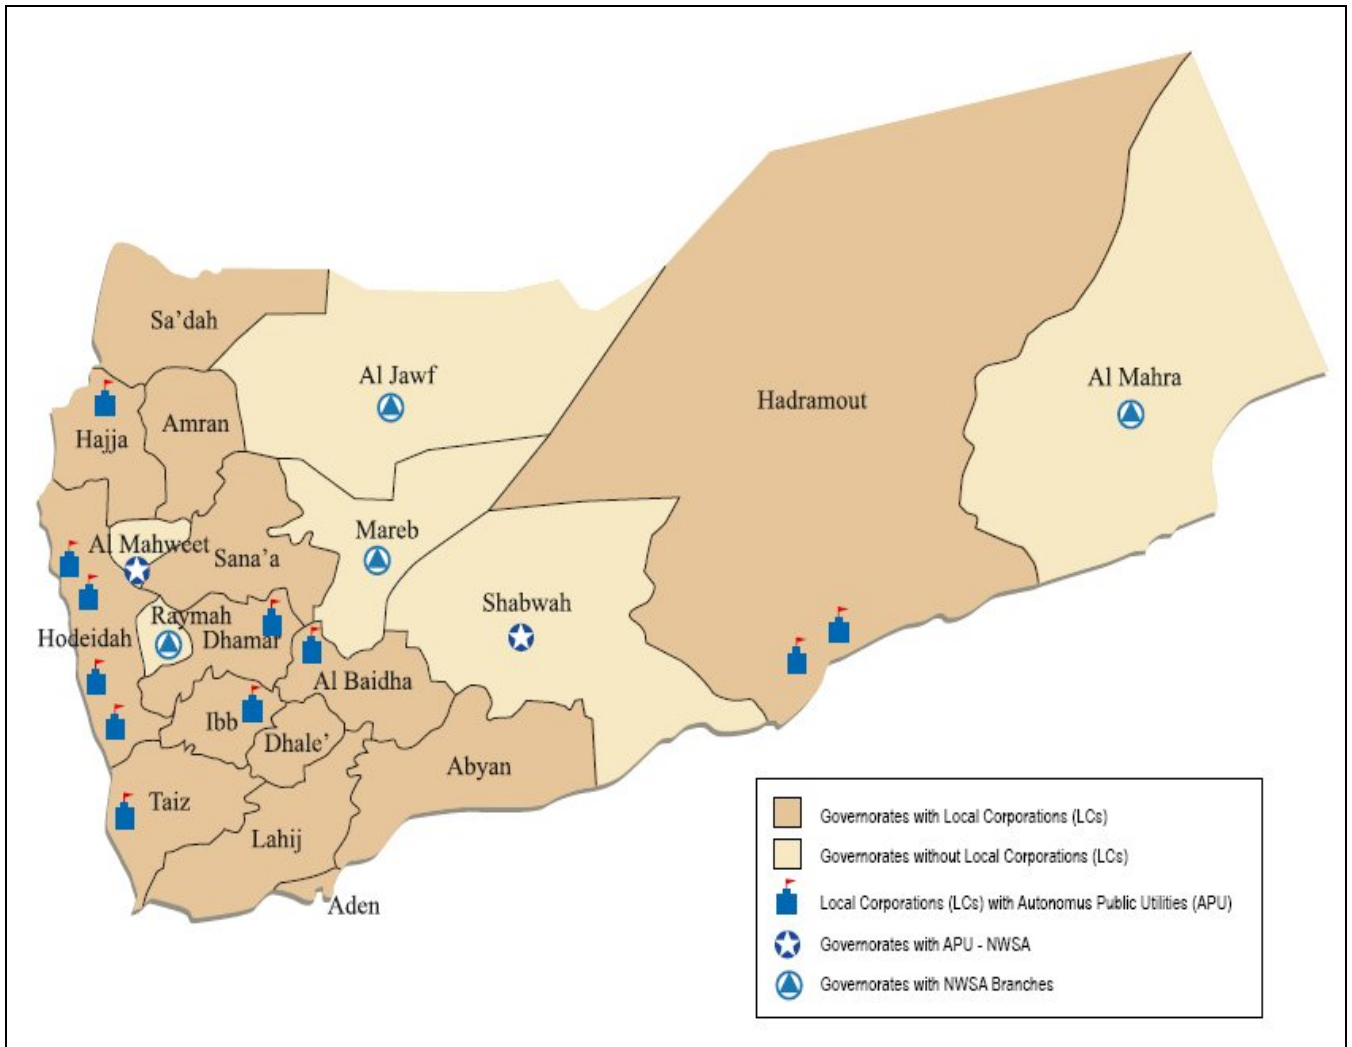 Sa’dah
Al Jawf
Al Mahra
Hadramout
Amran
Hajja
Mareb
Al Mahweet
Sana’a
Shabwah
Raymah
Hodeidah
Dhamar
Al Baidha
Ibb
Dhale’
Abyan
Taiz
Lahij
Aden
Governorates with Local Corporations (LCs)
Governorates without Local Corporations (LCs)
Local Corporations (LCs) with Autonomus Public Utilities (APU)
Governorates with APU - NWSA
Governorates with NWSA Branches